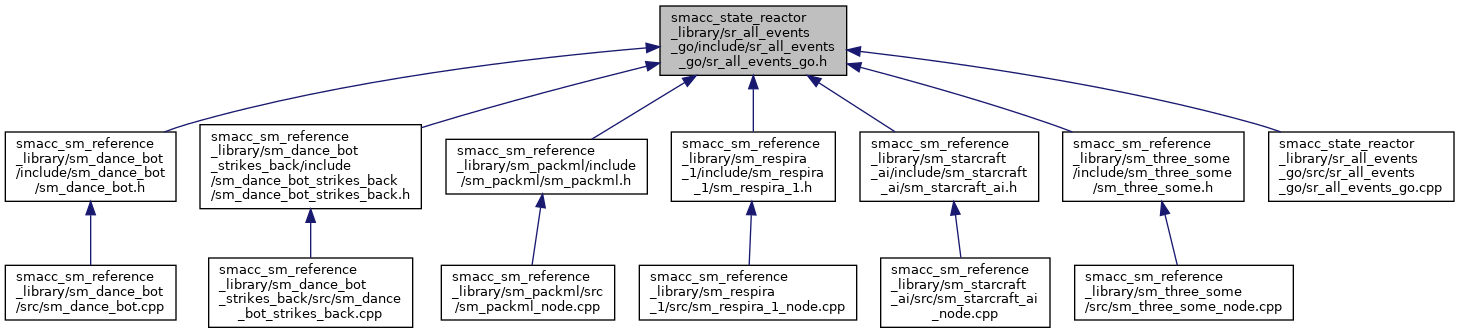 smacc_state_reactor
_library/sr_all_events
_go/include/sr_all_events
_go/sr_all_events_go.h
smacc_sm_reference
_library/sm_dance_bot
/include/sm_dance_bot
/sm_dance_bot.h
smacc_sm_reference
_library/sm_dance_bot
_strikes_back/include
/sm_dance_bot_strikes_back
/sm_dance_bot_strikes_back.h
smacc_sm_reference
_library/sm_packml/include
/sm_packml/sm_packml.h
smacc_sm_reference
_library/sm_respira
_1/include/sm_respira
_1/sm_respira_1.h
smacc_sm_reference
_library/sm_starcraft
_ai/include/sm_starcraft
_ai/sm_starcraft_ai.h
smacc_sm_reference
_library/sm_three_some
/include/sm_three_some
/sm_three_some.h
smacc_state_reactor
_library/sr_all_events
_go/src/sr_all_events
_go/sr_all_events_go.cpp
smacc_sm_reference
_library/sm_dance_bot
/src/sm_dance_bot.cpp
smacc_sm_reference
_library/sm_dance_bot
_strikes_back/src/sm_dance
_bot_strikes_back.cpp
smacc_sm_reference
_library/sm_packml/src
/sm_packml_node.cpp
smacc_sm_reference
_library/sm_respira
_1/src/sm_respira_1_node.cpp
smacc_sm_reference
_library/sm_starcraft
_ai/src/sm_starcraft_ai
_node.cpp
smacc_sm_reference
_library/sm_three_some
/src/sm_three_some_node.cpp